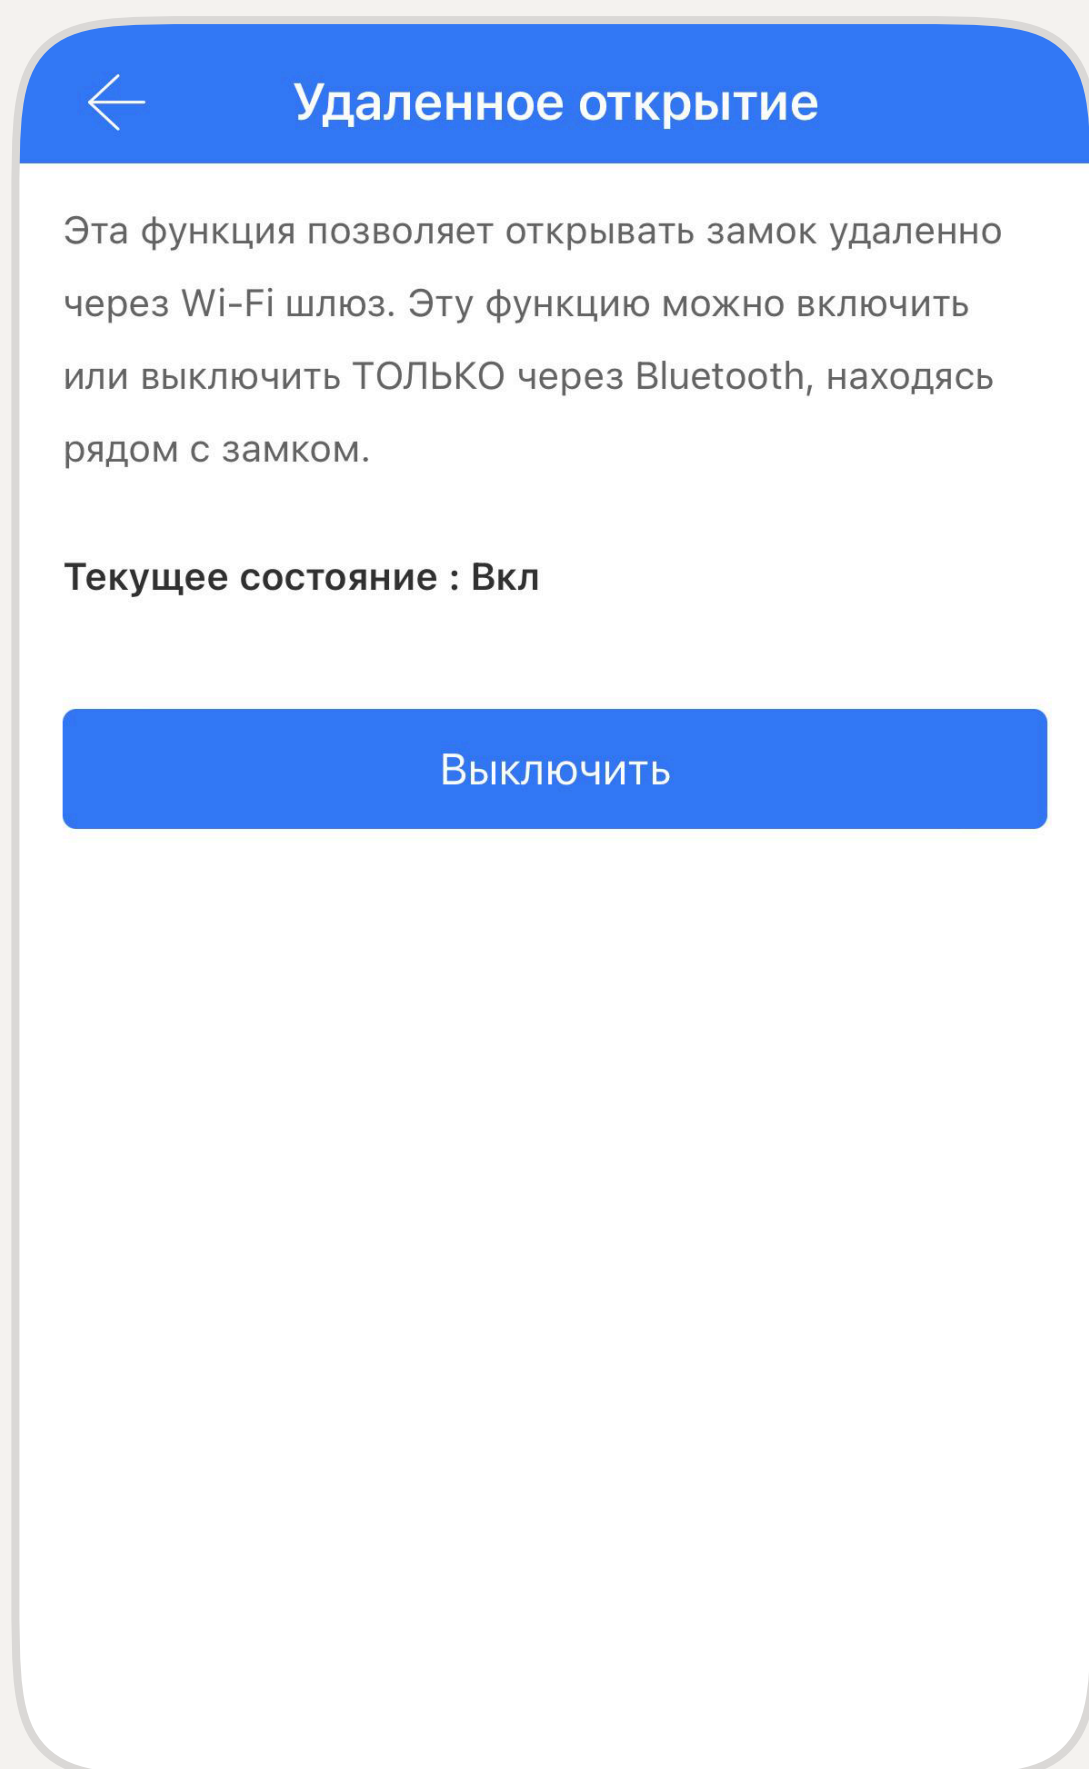 Удаленное открытие
Эта функция позволяет открывать замок удаленно
через Wi-Fi шлюз. Эту функцию можно включить
или выключить ТОЛЬКО через Bluetooth, находясь
рядом с замком.
Текущее состояние : Вкл
Выключить